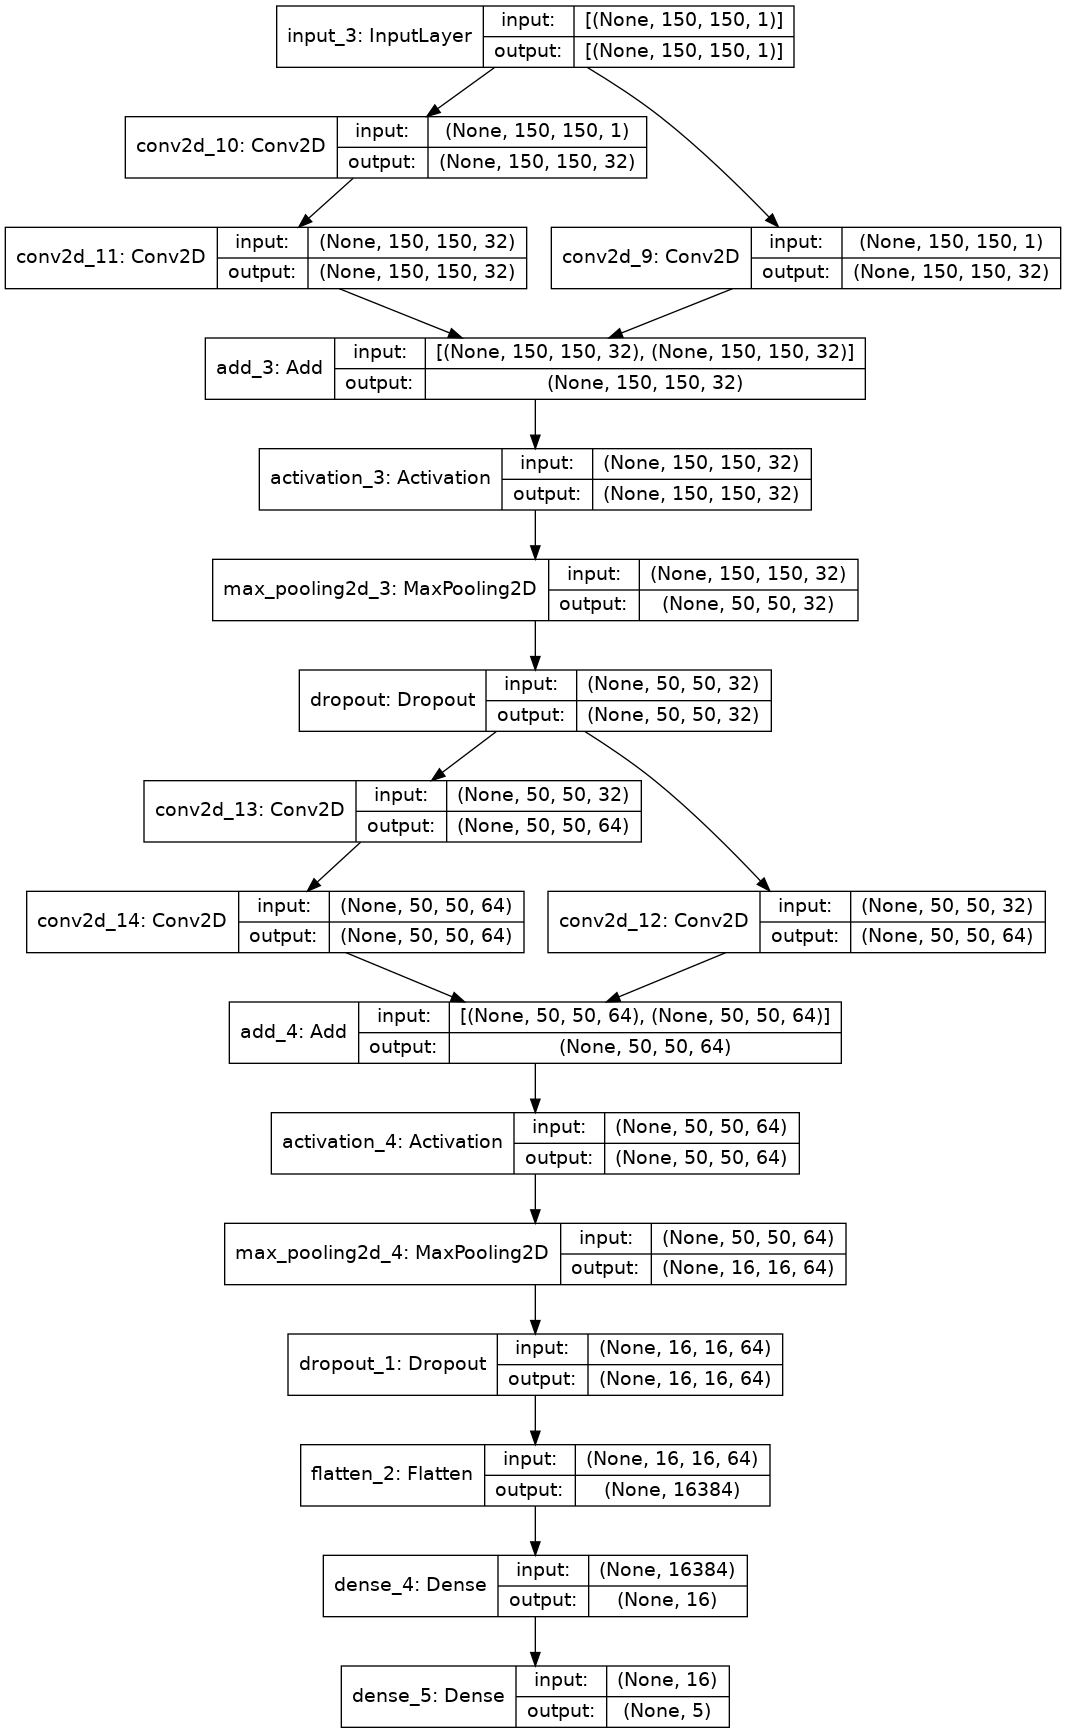 input_3: InputLayer
input: [(None, 150, 150, 1)]
output: [(None, 150, 150, 1)]
conv2d_10: Conv2D
input: (None, 150, 150, 1)
output: (None, 150, 150, 32)
conv2d_11: Conv2D
input: (None, 150, 150, 32)
output: (None, 150, 150, 32)
conv2d_9: Conv2D
input: (None, 150, 150, 1)
output: (None, 150, 150, 32)
add_3: Add
input: [(None, 150, 150, 32), (None, 150, 150, 32)]
output: (None, 150, 150, 32)
activation_3: Activation
input: (None, 150, 150, 32)
output: (None, 150, 150, 32)
max_pooling2d_3: MaxPooling2D
input: (None, 150, 150, 32)
output: (None, 50, 50, 32)
dropout: Dropout
input: (None, 50, 50, 32)
output: (None, 50, 50, 32)
conv2d_13: Conv2D
input: (None, 50, 50, 32)
output: (None, 50, 50, 64)
conv2d_14: Conv2D
input: (None, 50, 50, 64)
output: (None, 50, 50, 64)
conv2d_12: Conv2D
input: (None, 50, 50, 32)
output: (None, 50, 50, 64)
add_4: Add
input: [(None, 50, 50, 64), (None, 50, 50, 64)]
output: (None, 50, 50, 64)
activation_4: Activation
input: (None, 50, 50, 64)
output: (None, 50, 50, 64)
max_pooling2d_4: MaxPooling2D
input: (None, 50, 50, 64)
output: (None, 16, 16, 64)
dropout_1: Dropout
input: (None, 16, 16, 64)
output: (None, 16, 16, 64)
flatten_2: Flatten
input: (None, 16, 16, 64)
output: (None, 16384)
dense_4: Dense
input: (None, 16384)
output: (None, 16)
dense_5: Dense
input: (None, 16)
output: (None, 5)